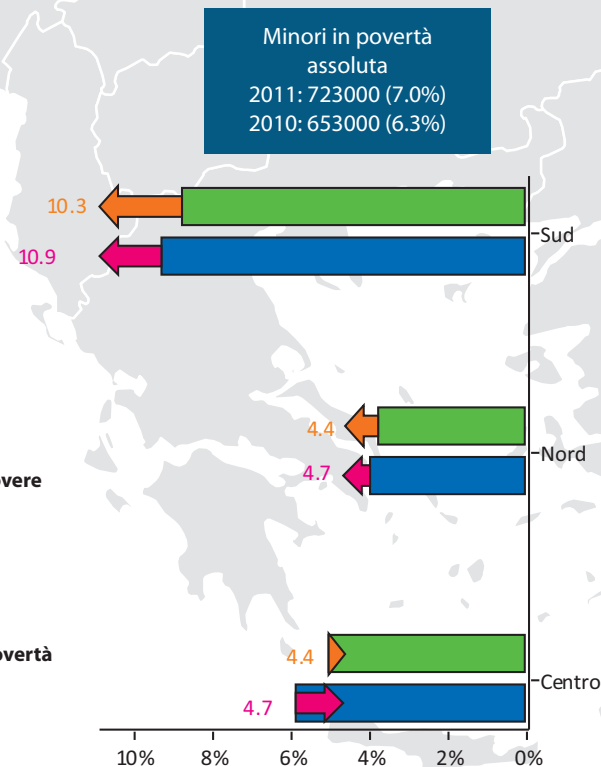 Minori in povertà
assoluta
2011: 723000 (7.0%)
2010: 653000 (6.3%)
10.3
Sud
10.9
4.4
Nord
4.7
overe
overtà
4.4
Centro
4.7
10% 8% 6% 4% 2% 0%